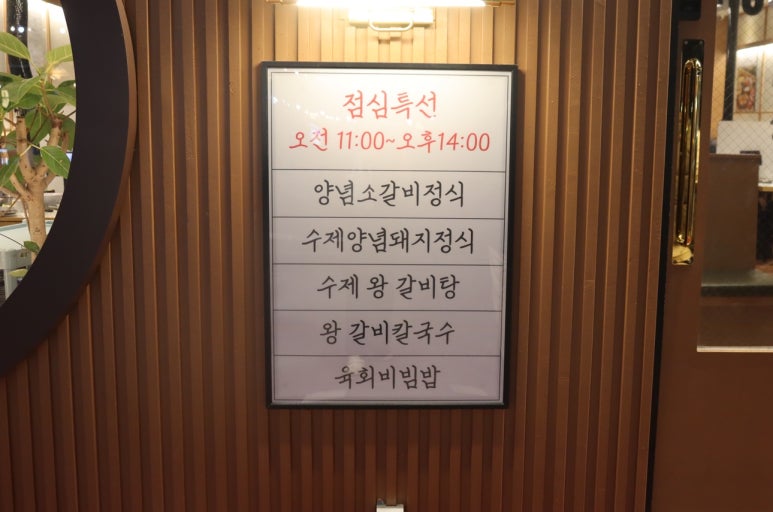 점심특선
오전 11:00~오후14:00
양념소갈비정식
수제양념돼지정식
수제 왕 갈비탕
왕 갈비칼국수
육회비빔밥